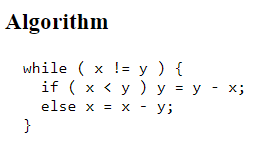 Algorithm
while ( x != y ) {
if ( x < y ) y = y - x;
else x = x - y;
}